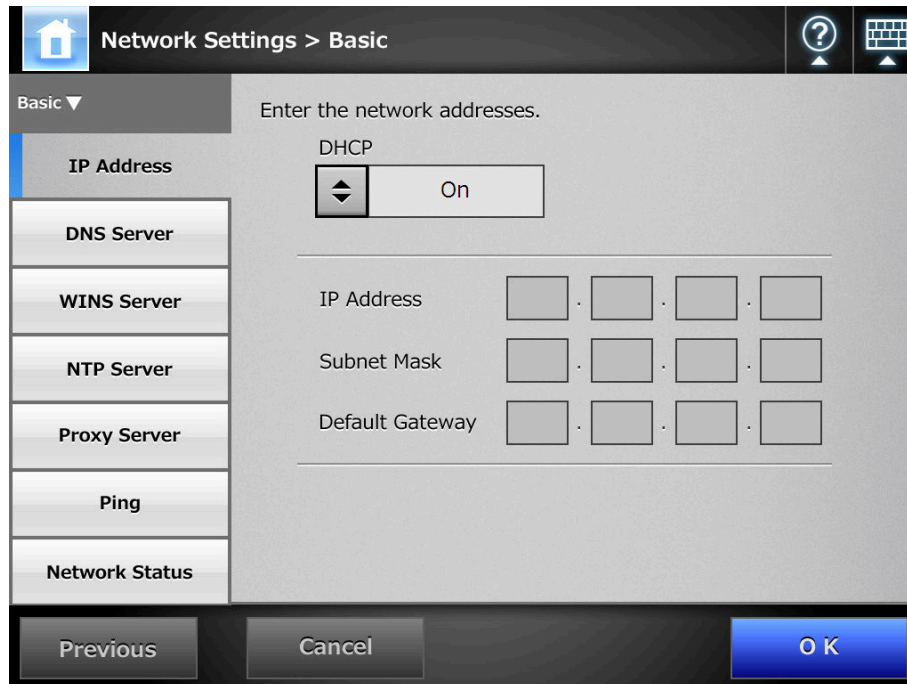 Network Settings > Basic
?
Basic ▼
IP Address
DNS Server
WINS Server
NTP Server
Proxy Server
Ping
Network Status
Enter the network addresses.
DHCP
On
IP Address . . .
Subnet Mask . . .
Default Gateway . . .
Previous
Cancel
O K